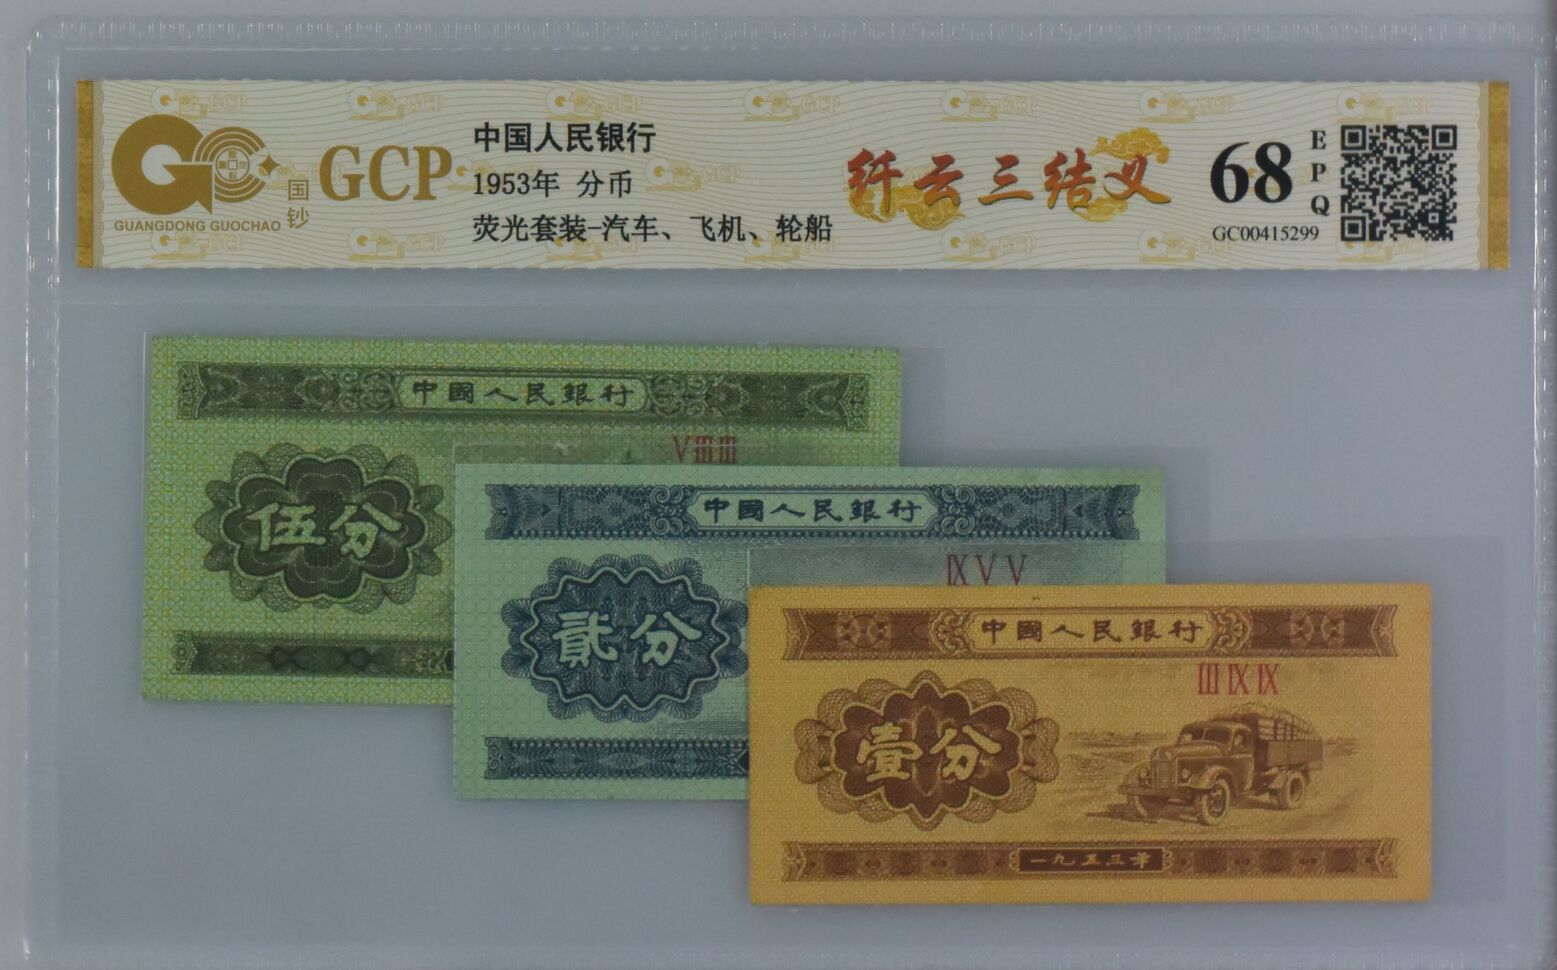 GUANGDONG GUOCHAO
国钞
GCP
中国人民银行
1953年 分币
荧光套装-汽车、飞机、轮船
纤云三结义
68
EPQ
GC00415299
中國人民銀行
VⅢⅢ
伍分
中國人民銀行
ⅨVV
貳分
中國人民銀行
ⅢⅨⅨ
壹分
一九五三年